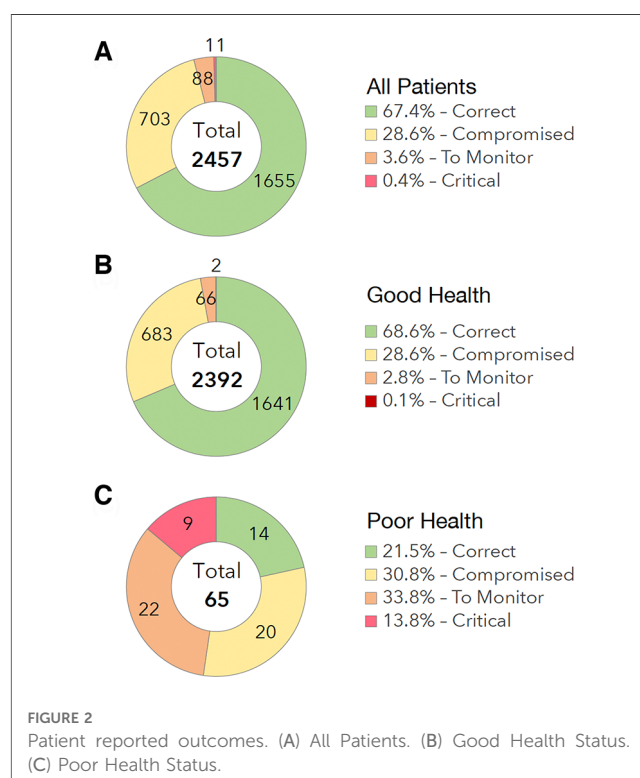 A
11
88
703
Total
2457
1655
All Patients
67.4% - Correct
28.6% - Compromised
3.6% - To Monitor
0.4% - Critical
B
2
66
683
Total
2392
1641
Good Health
68.6% - Correct
28.6% - Compromised
2.8% - To Monitor
0.1% - Critical
C
9
14
Total
65
22
20
Poor Health
21.5% - Correct
30.8% - Compromised
33.8% - To Monitor
13.8% - Critical
FIGURE 2
Patient reported outcomes. (A) All Patients. (B) Good Health Status.
(C) Poor Health Status.